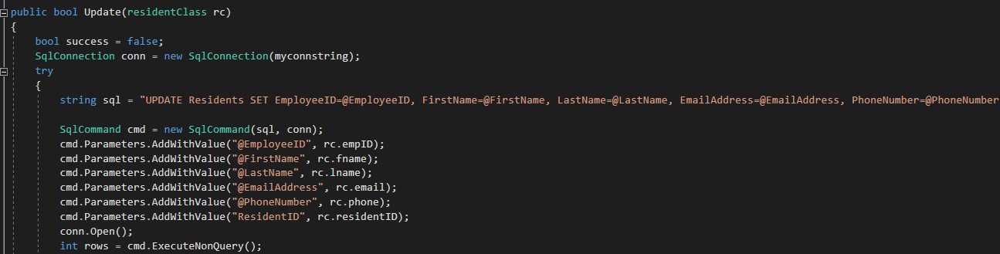 public bool Update(residentClass rc)
{
bool success = false;
SqlConnection conn = new SqlConnection(myconnstring);
try
{
string sql = "UPDATE Residents SET EmployeeID=@EmployeeID, FirstName=@FirstName, LastName=@LastName, EmailAddress=@EmailAddress, PhoneNumber=@PhoneNumber
SqlCommand cmd = new SqlCommand(sql, conn);
cmd.Parameters.AddWithValue("@EmployeeID", rc.empID);
cmd.Parameters.AddWithValue("@FirstName", rc.fname);
cmd.Parameters.AddWithValue("@LastName", rc.lname);
cmd.Parameters.AddWithValue("@EmailAddress", rc.email);
cmd.Parameters.AddWithValue("@PhoneNumber", rc.phone);
cmd.Parameters.AddWithValue("ResidentID", rc.residentID);
conn.Open();
int rows = cmd.ExecuteNonQuery();